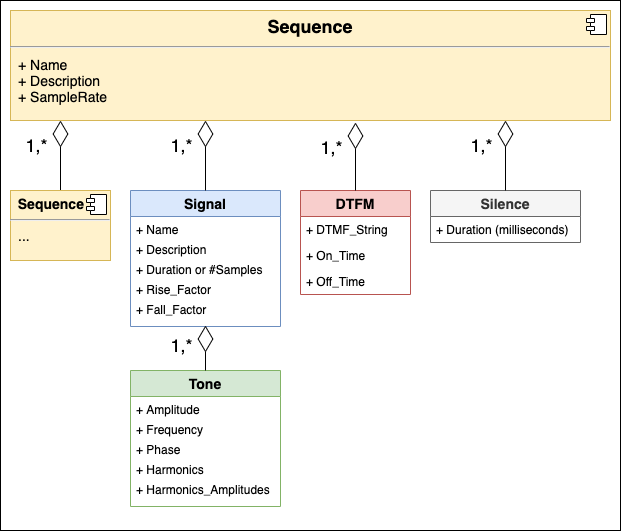 Sequence
+ Name
+ Description
+ SampleRate
1,*
1,*
1,*
1,*
Sequence
...
Signal
+ Name
+ Description
+ Duration or #Samples
+ Rise_Factor
+ Fall_Factor
DTFM
+ DTMF_String
+ On_Time
+ Off_Time
Silence
+ Duration (milliseconds)
1,*
Tone
+ Amplitude
+ Frequency
+ Phase
+ Harmonics
+ Harmonics_Amplitudes